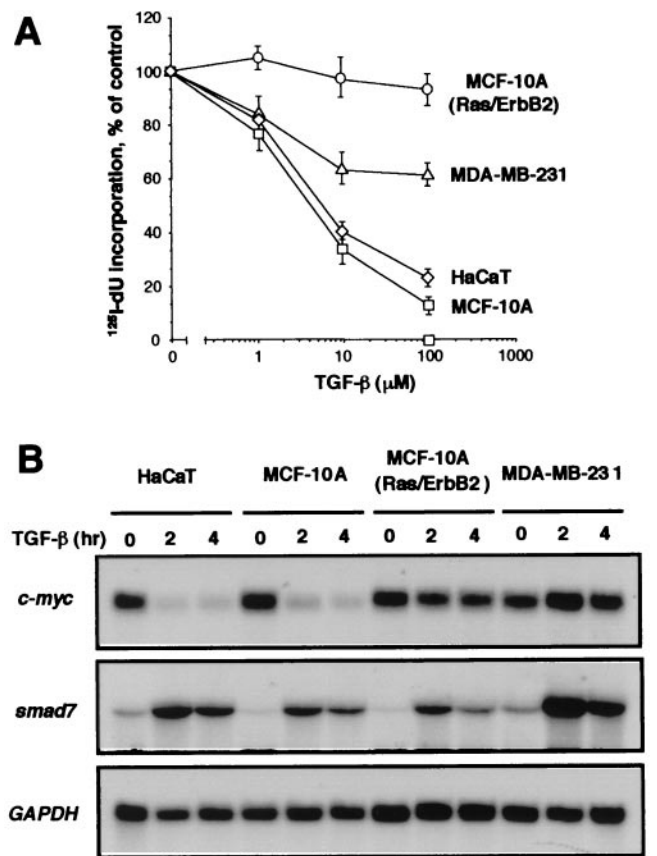 A
120
100
80
60
40
20
0
¹²⁵I-dU incorporation, % of control
MCF-10A
(Ras/ErbB2)
MDA-MB-231
HaCaT
MCF-10A
0 1 10 100 1000
TGF-β (μM)
B
HaCaT MCF-10A MCF-10A (Ras/ErbB2) MDA-MB-231
TGF-β (hr) 0 2 4 0 2 4 0 2 4 0 2 4
c-myc
smad7
GAPDH